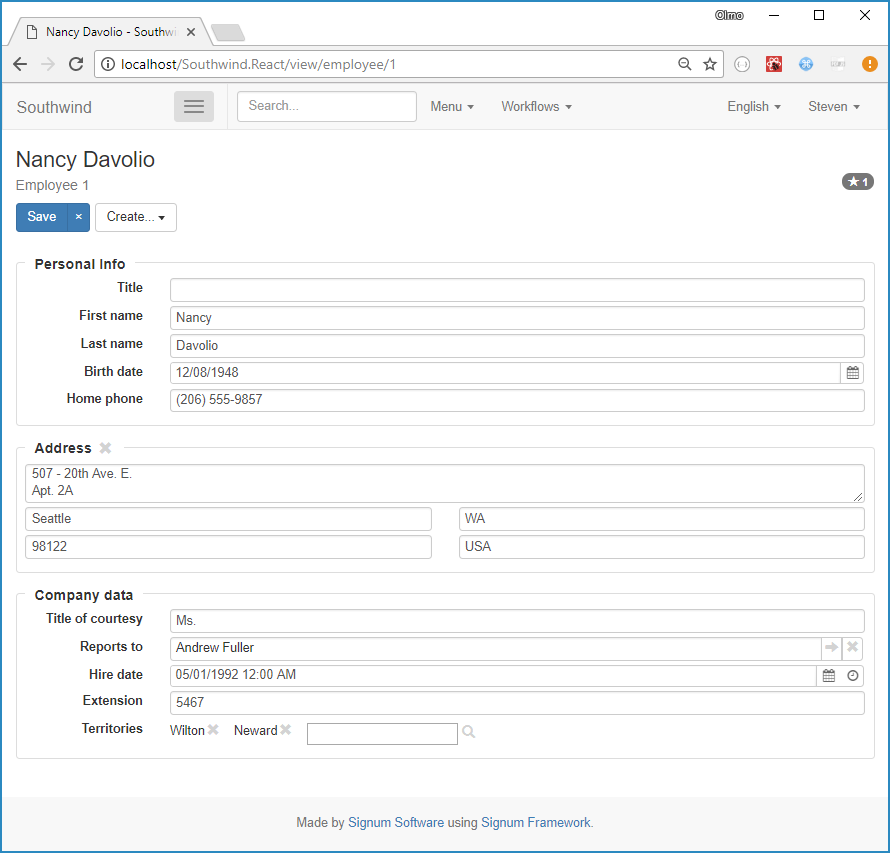 Olmo
Nancy Davolio - Southwi
localhost/Southwind.React/view/employee/1
Southwind Search... Menu Workflows English Steven
Nancy Davolio
Employee 1
★ 1
Save × Create...
Personal Info
Title
First name Nancy
Last name Davolio
Birth date 12/08/1948
Home phone (206) 555-9857
Address
507 - 20th Ave. E.
Apt. 2A
Seattle WA
98122 USA
Company data
Title of courtesy Ms.
Reports to Andrew Fuller
Hire date 05/01/1992 12:00 AM
Extension 5467
Territories Wilton Neward
Made by Signum Software using Signum Framework.